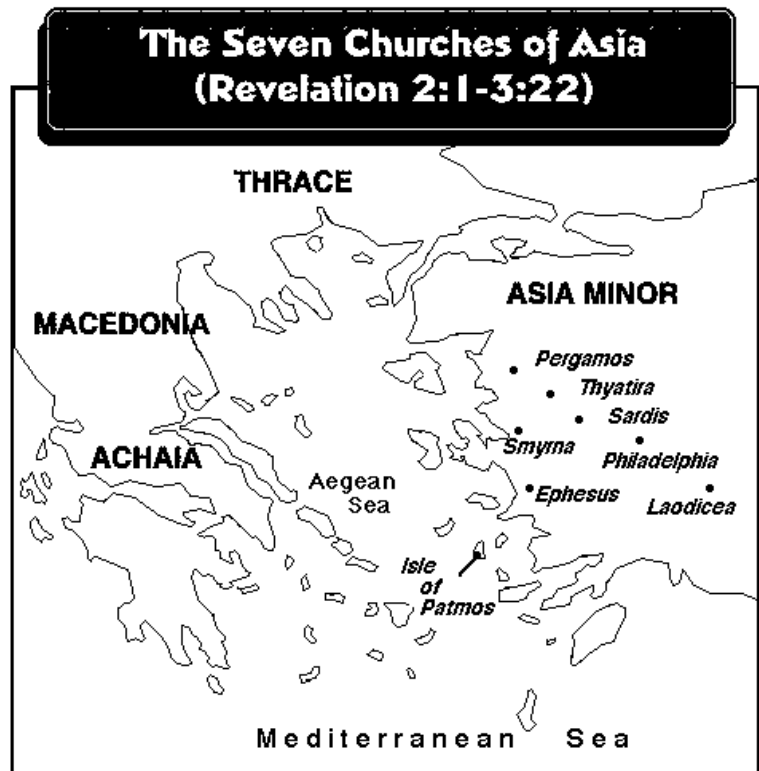 The Seven Churches of Asia
(Revelation 2:1-3:22)
THRACE
ASIA MINOR
MACEDONIA
Pergamos
Thyatira
Sardis
Smyrna
Philadelphia
ACHAIA
Aegean
Sea
Ephesus
Laodicea
Isle
of
Patmos
Mediterranean Sea